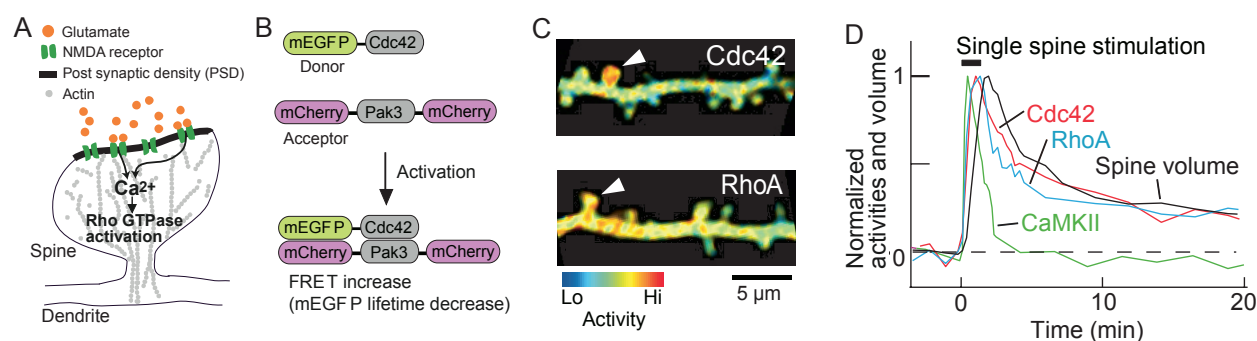 A
Glutamate
NMDA receptor
Post synaptic density (PSD)
Actin
Ca2+
Rho GTPase
activation
Spine
Dendrite
B
mEGFP Cdc42
Donor
mCherry Pak3 mCherry
Acceptor
Activation
mEGFP Cdc42
mCherry Pak3 mCherry
FRET increase
(mEGFP lifetime decrease)
C
Cdc42
RhoA
Lo Hi
Activity
5 µm
D
Single spine stimulation
Normalized
activities and volume
1
0
Cdc42
RhoA
Spine volume
CaMKII
0 10 20
Time (min)